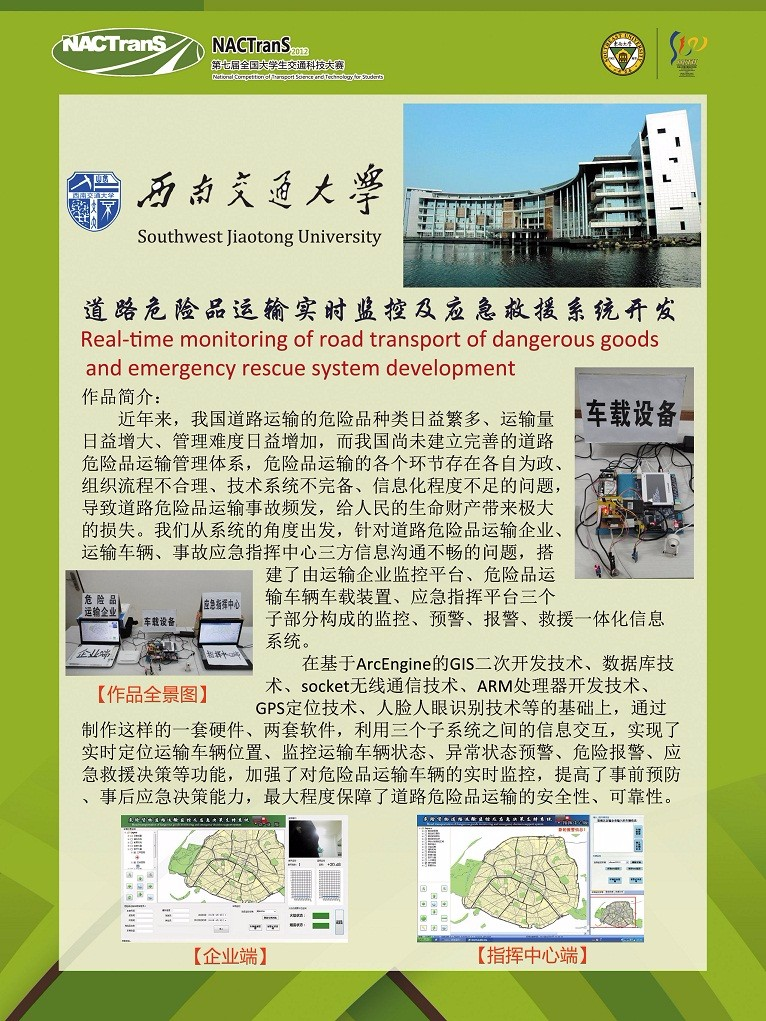 NACTranS
NACTranS 2012
第七届全国大学生交通科技大赛
National Competition of Transport Science and Technology for Students
西南交通大学
西南交通大学
Southwest Jiaotong University
道路危险品运输实时监控及应急救援系统开发
Real-time monitoring of road transport of dangerous goods
and emergency rescue system development
作品简介：
近年来，我国道路运输的危险品种类日益繁多、运输量
日益增大、管理难度日益增加，而我国尚未建立完善的道路
危险品运输管理体系，危险品运输的各个环节存在各自为政、
组织流程不合理、技术系统不完备、信息化程度不足的问题，
导致道路危险品运输事故频发，给人民的生命财产带来极大
的损失。我们从系统的角度出发，针对道路危险品运输企业、
运输车辆、事故应急指挥中心三方信息沟通不畅的问题，搭
建了由运输企业监控平台、危险品运
输车辆车载装置、应急指挥平台三个
子部分构成的监控、预警、报警、救援一体化信息
系统。
车载设备
危险品
运输企业
车载设备
应急指挥中心
企业端
指挥中心端
【作品全景图】
在基于ArcEngine的GIS二次开发技术、数据库技
术、socket无线通信技术、ARM处理器开发技术、
GPS定位技术、人脸人眼识别技术等的基础上，通过
制作这样的一套硬件、两套软件，利用三个子系统之间的信息交互，实现了
实时定位运输车辆位置、监控运输车辆状态、异常状态预警、危险报警、应
急救援决策等功能，加强了对危险品运输车辆的实时监控，提高了事前预防
、事后应急决策能力，最大程度保障了道路危险品运输的安全性、可靠性。
【企业端】
【指挥中心端】